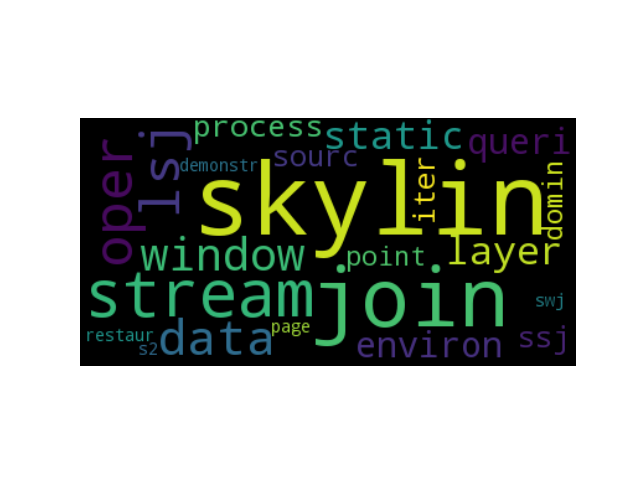 process
static
queri
oper
lsj
demonstr
sourc
skylin
iter
domin
window
point
layer
stream
join
swj
restaur
s2
data
page
environ
ssj